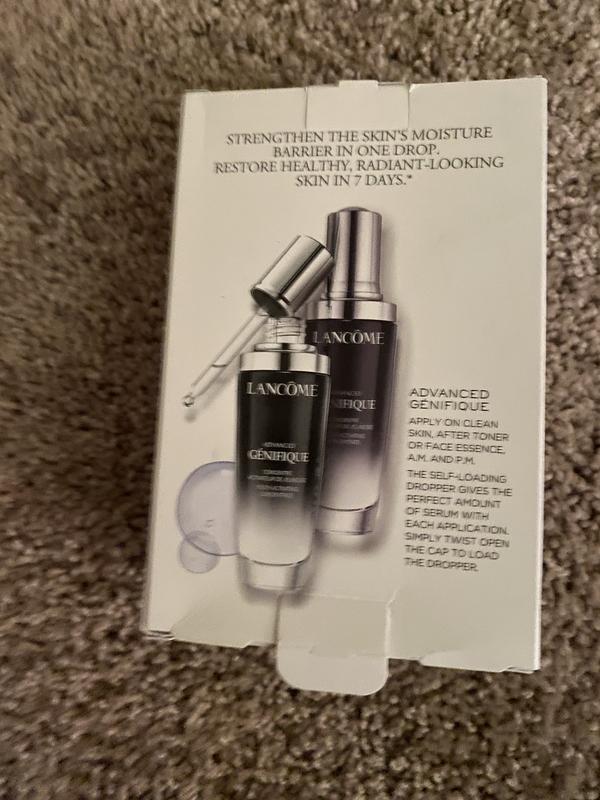 STRENGTHEN THE SKIN'S MOISTURE
BARRIER IN ONE DROP.
RESTORE HEALTHY, RADIANT-LOOKING
SKIN IN 7 DAYS.*
LANCÔME
LANCÔME
ADVANCED
GÉNIFIQUE
ADVANCED
GÉNIFIQUE
APPLY ON CLEAN
SKIN, AFTER TONER
OR FACE ESSENCE,
A.M. AND P.M.
THE SELF-LOADING
DROPPER GIVES THE
PERFECT AMOUNT
OF SERUM WITH
EACH APPLICATION.
SIMPLY TWIST OPEN
THE CAP TO LOAD
THE DROPPER.